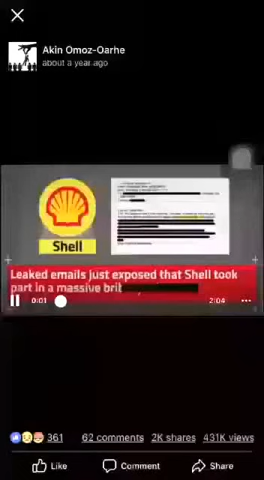 Akin Omoz-Oarhe
about a year ago
Shell
Leaked emails just exposed that Shell took
part in a massive brit
0:01
2:04
361
62 comments
2K shares
431K views
Like
Comment
Share